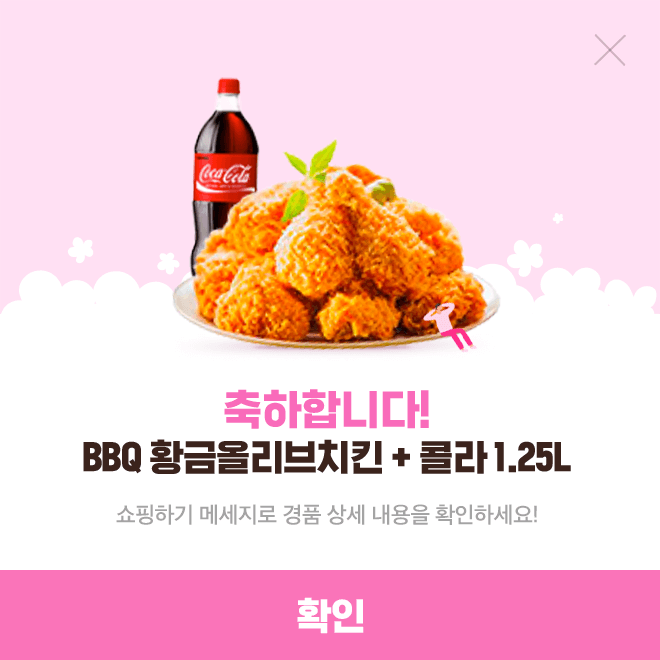 Coca-Cola
축하합니다!
BBQ 황금올리브치킨 + 콜라 1.25L
쇼핑하기 메세지로 경품 상세 내용을 확인하세요!
확인